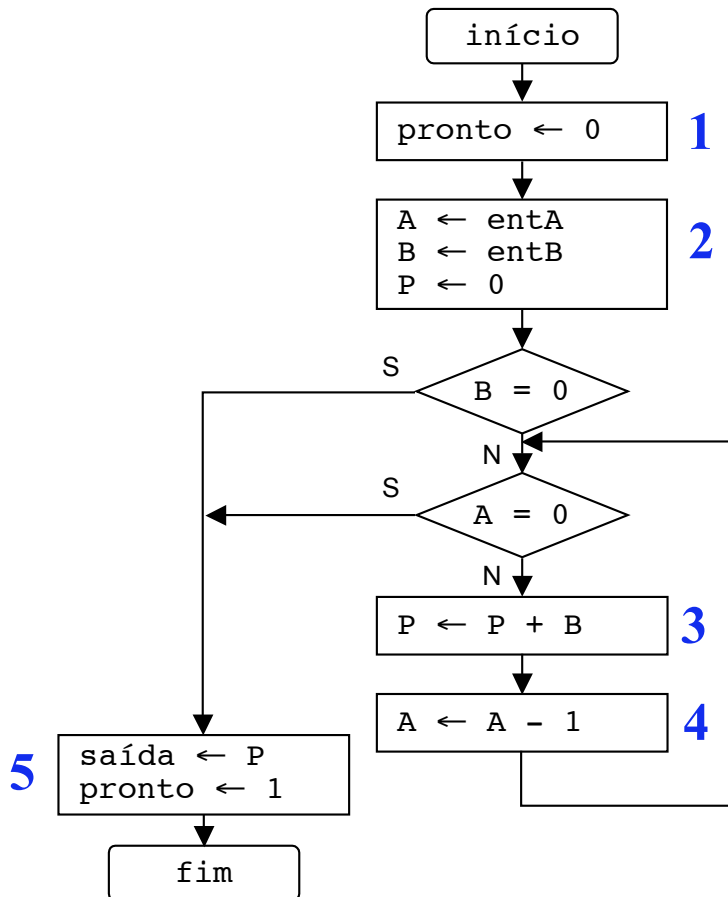 início
pronto ← 0
1
A ← entA
B ← entB
P ← 0
2
S
B = 0
N
S
A = 0
N
P ← P + B
3
A ← A - 1
4
5
saída ← P
pronto ← 1
fim